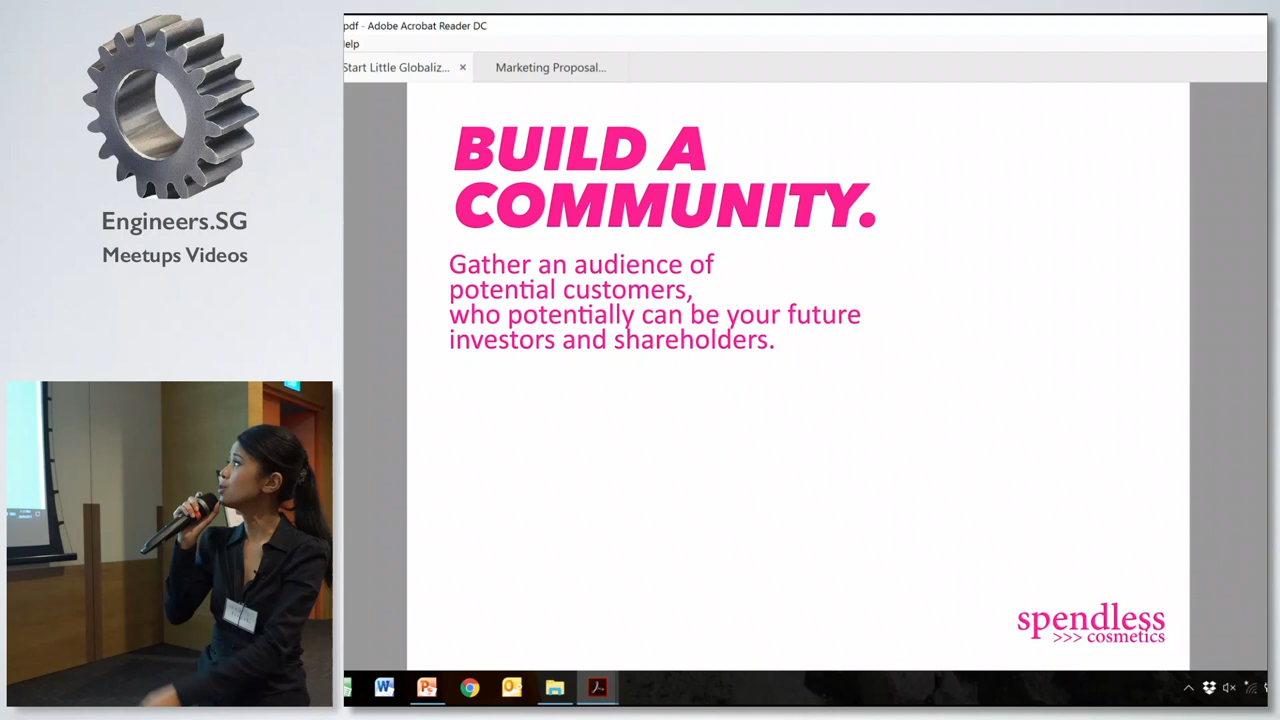 Engineers.SG
Meetups Videos
pdf - Adobe Acrobat Reader DC
elp
Start Little Globaliz...
Marketing Proposal...
BUILD A
COMMUNITY.
Gather an audience of
potential customers,
who potentially can be your future
investors and shareholders.
spendless
>>> cosmetics